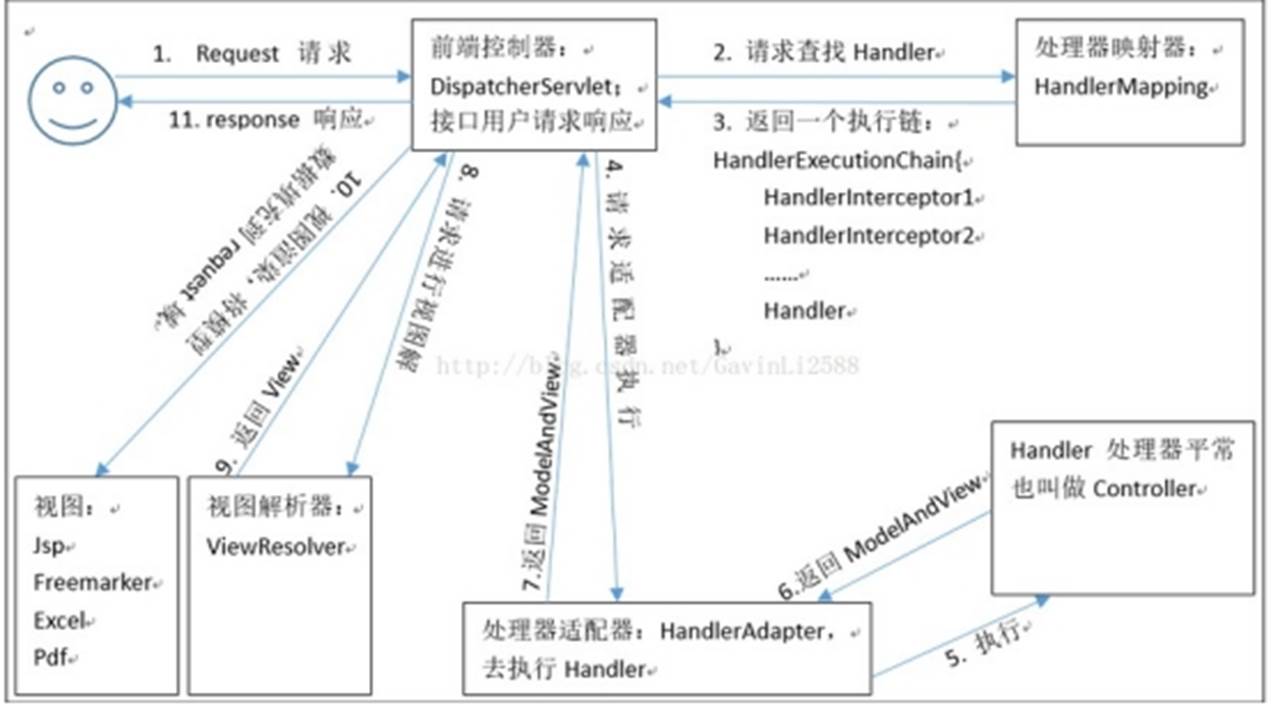 1. Request 请求
11. response 响应
前端控制器：
DispatcherServlet；
接口用户请求响应
2. 请求查找 Handler
3. 返回一个执行链：
HandlerExecutionChain{
HandlerInterceptor1
HandlerInterceptor2
......
Handler
}
处理器映射器：
HandlerMapping
10. 视图渲染，将模型
数据填充到 request 域
9. 返回 View
8. 请求进行视图解
7.返回 ModelAndView
4. 请求适配器执行
http://blog.csdn.net/GavinLi2588
6.返回 ModelAndView
5. 执行
Handler 处理器平常
也叫做 Controller
视图：
Jsp
Freemarker
Excel
Pdf
视图解析器：
ViewResolver
处理器适配器：HandlerAdapter，
去执行 Handler